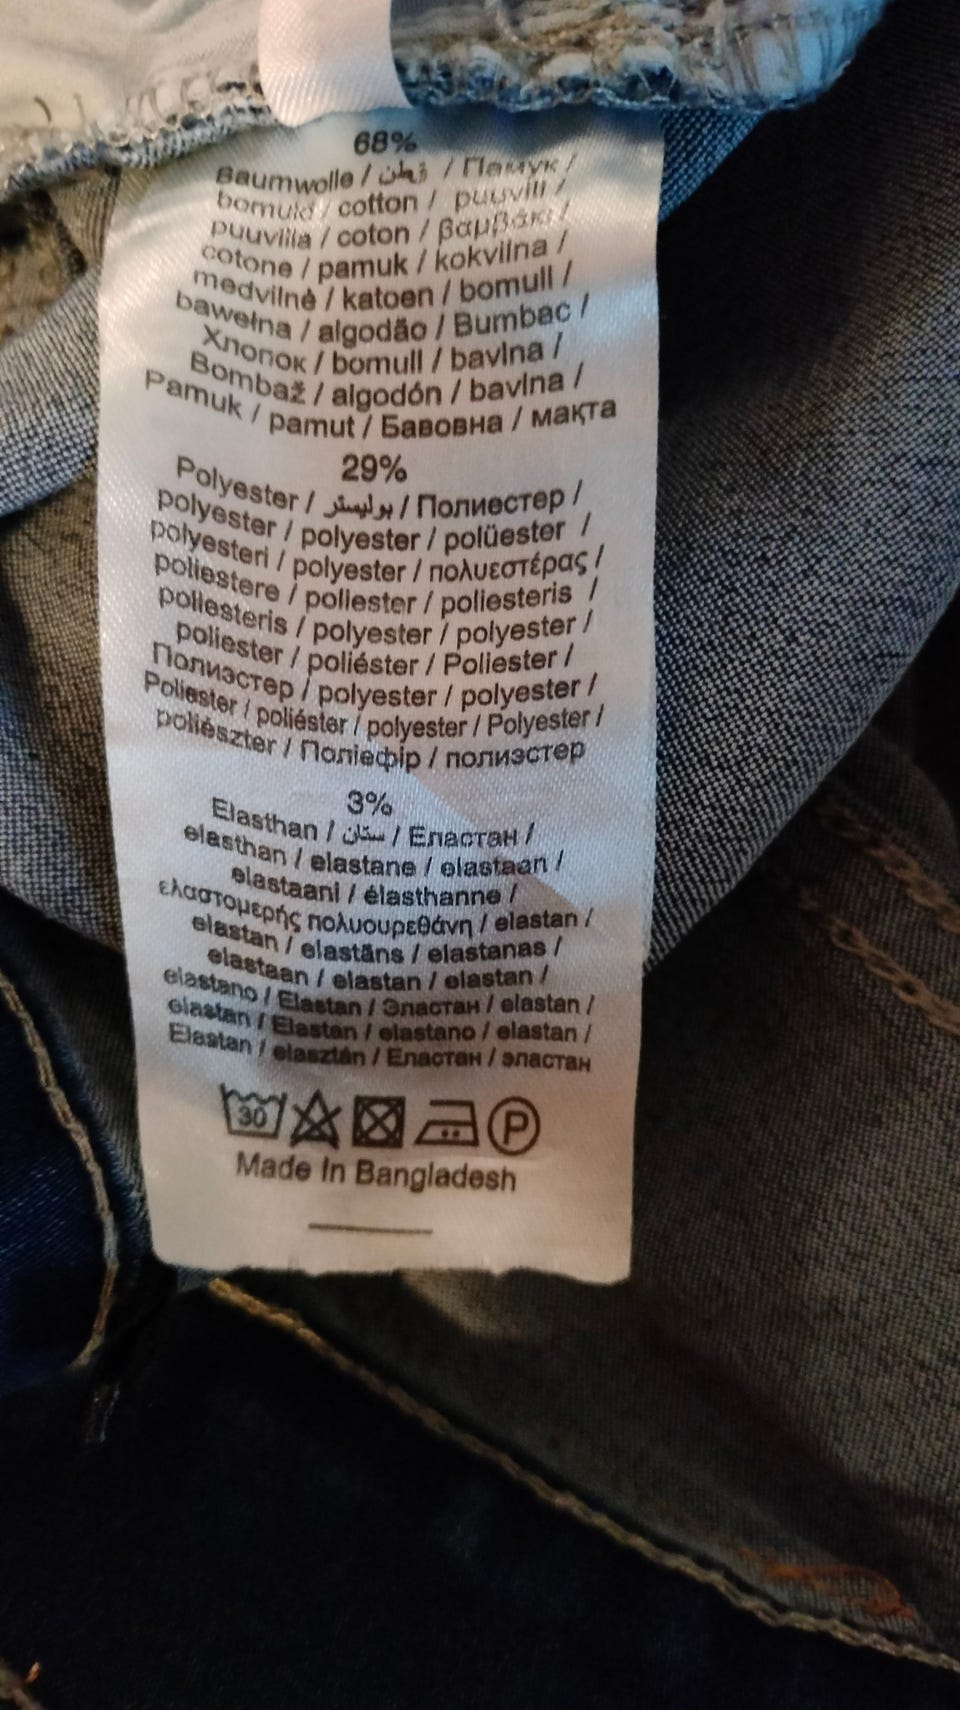 68%
Baumwolle / قطن / Памук /
bomuld / cotton / puuvill /
puuvilla / coton / βαμβάκι /
cotone / pamuk / kokvilna /
medvilnė / katoen / bomull /
bawełna / algodão / Bumbac /
Хлопок / bomull / bavlna /
Bombaž / algodón / bavlna /
Pamuk / pamut / Бавовна / мақта
29%
Polyester / بوليستر / Полиестер /
polyester / polyester / polüester /
polyesteri / polyester / πολυεστέρας /
poliestere / poliester / poliesteris /
poliesteris / polyester / polyester /
poliester / poliéster / Poliester /
Полиэстер / polyester / polyester /
Poliester / poliéster / polyester / Polyester /
poliészter / Поліефір / полиэстер
3%
Elasthan / ستان / Еластан /
elasthan / elastane / elastaan /
elastaani / élasthanne /
ελαστομερής πολυουρεθάνη / elastan /
elastan / elastāns / elastanas /
elastaan / elastan / elastan /
elastano / Elastan / Эластан / elastan /
elastan / Elastan / elastano / elastan /
Elastan / elasztán / Еластан / эластан
30 P
Made In Bangladesh